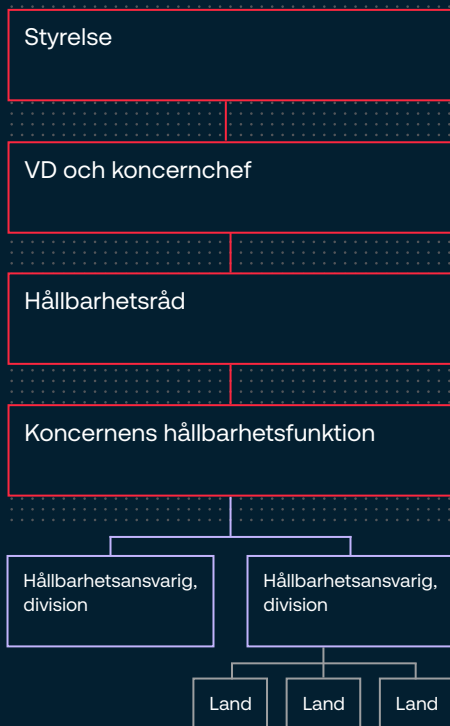 Styrelse
VD och koncernchef
Hållbarhetsråd
Koncernens hållbarhetsfunktion
Hållbarhetsansvarig,
division
Hållbarhetsansvarig,
division
Land
Land
Land